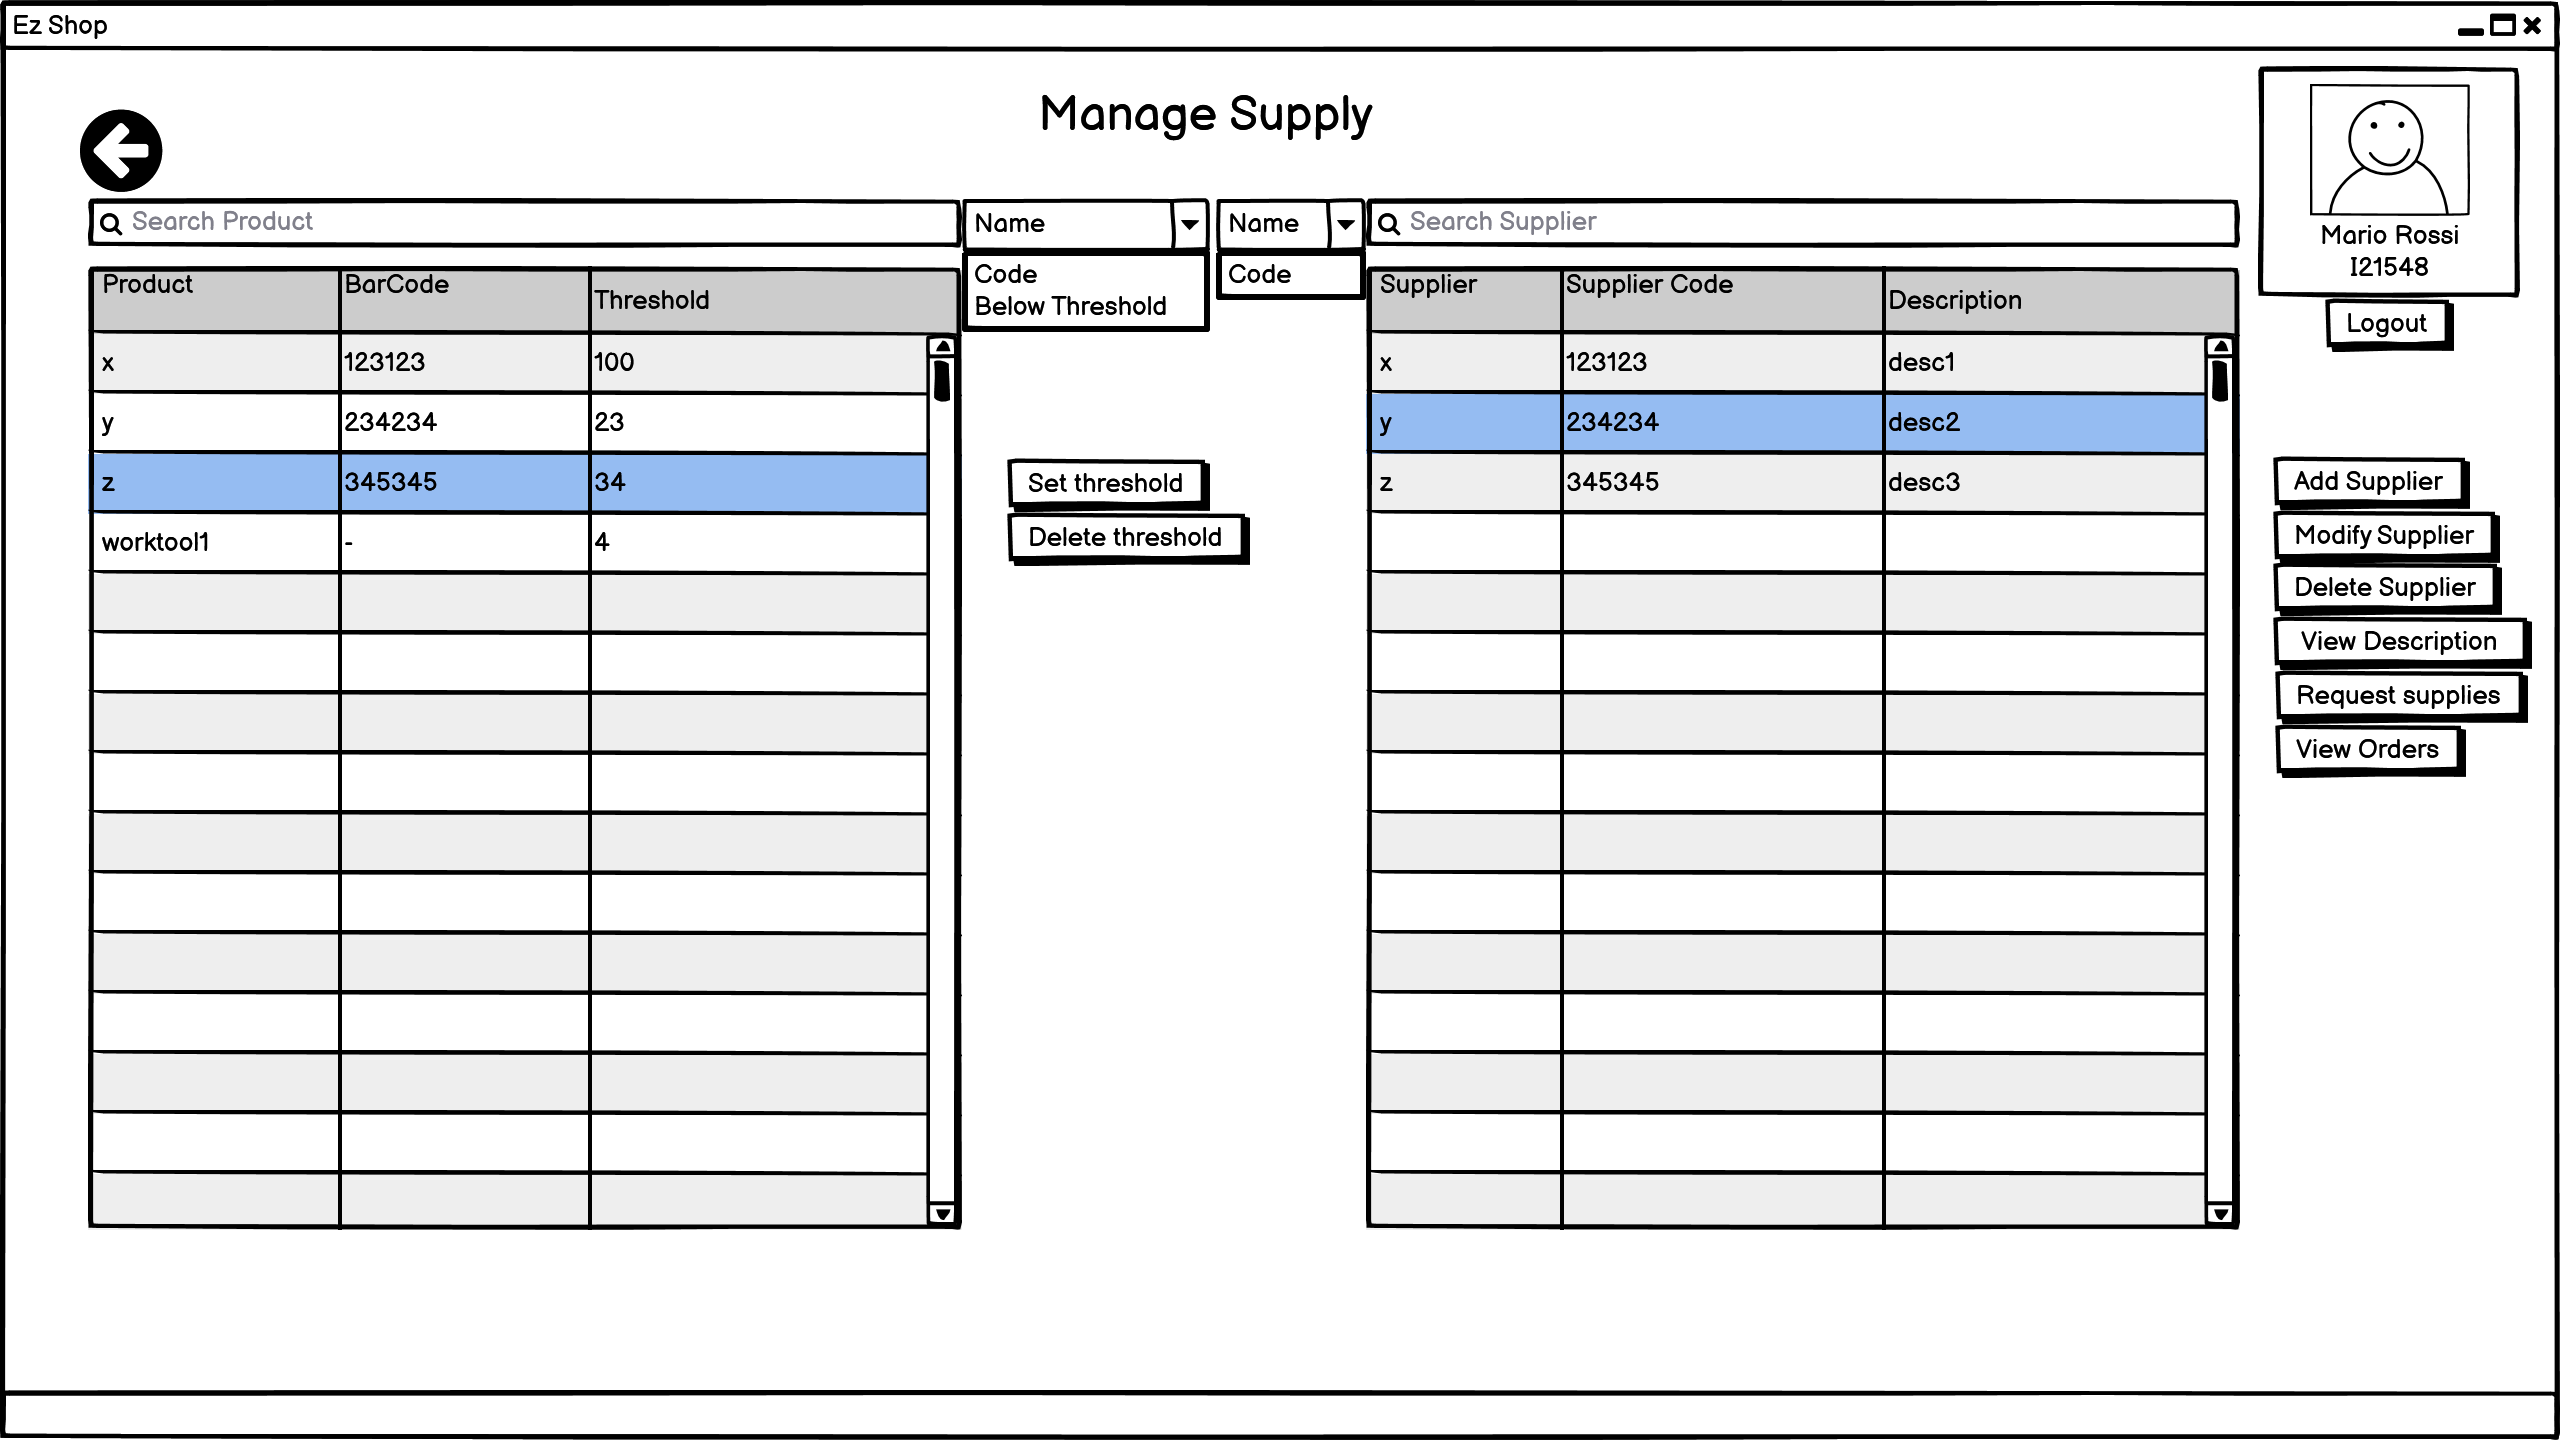 Ez Shop
Manage Supply
Mario Rossi
I21548
Logout
Search Product
Name
Code
Below Threshold
Name
Code
Search Supplier
Product BarCode Threshold
x 123123 100
y 234234 23
z 345345 34
worktool1 - 4
Set threshold
Delete threshold
Supplier Supplier Code Description
x 123123 desc1
y 234234 desc2
z 345345 desc3
Add Supplier
Modify Supplier
Delete Supplier
View Description
Request supplies
View Orders